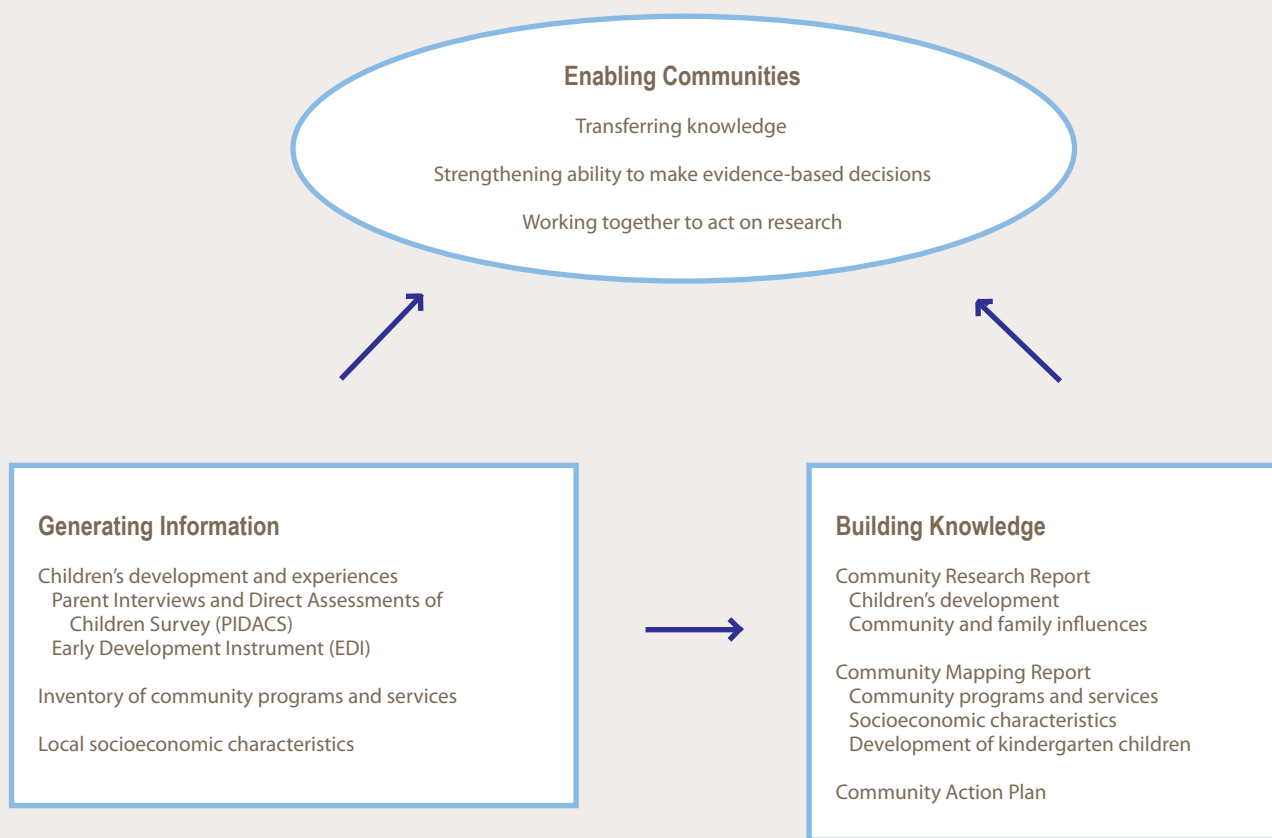 Enabling Communities
Transferring knowledge
Strengthening ability to make evidence-based decisions
Working together to act on research
Generating Information
Children’s development and experiences
Parent Interviews and Direct Assessments of
Children Survey (PIDACS)
Early Development Instrument (EDI)
Inventory of community programs and services
Local socioeconomic characteristics
Building Knowledge
Community Research Report
Children’s development
Community and family influences
Community Mapping Report
Community programs and services
Socioeconomic characteristics
Development of kindergarten children
Community Action Plan